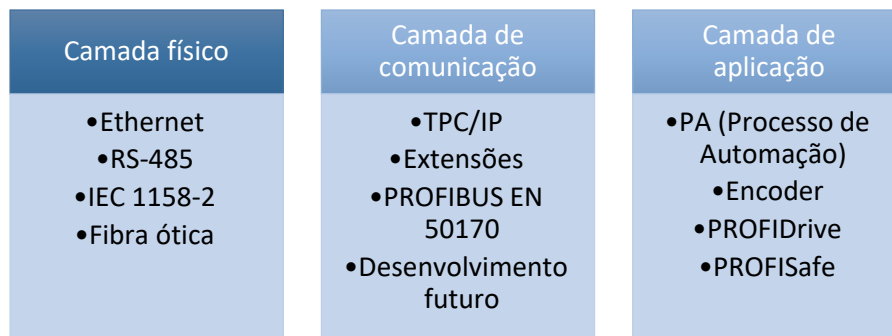 Camada físico
•Ethernet
•RS-485
•IEC 1158-2
•Fibra ótica
Camada de
comunicação
•TPC/IP
•Extensões
•PROFIBUS EN
50170
•Desenvolvimento
futuro
Camada de
aplicação
•PA (Processo de
Automação)
•Encoder
•PROFIDrive
•PROFISafe